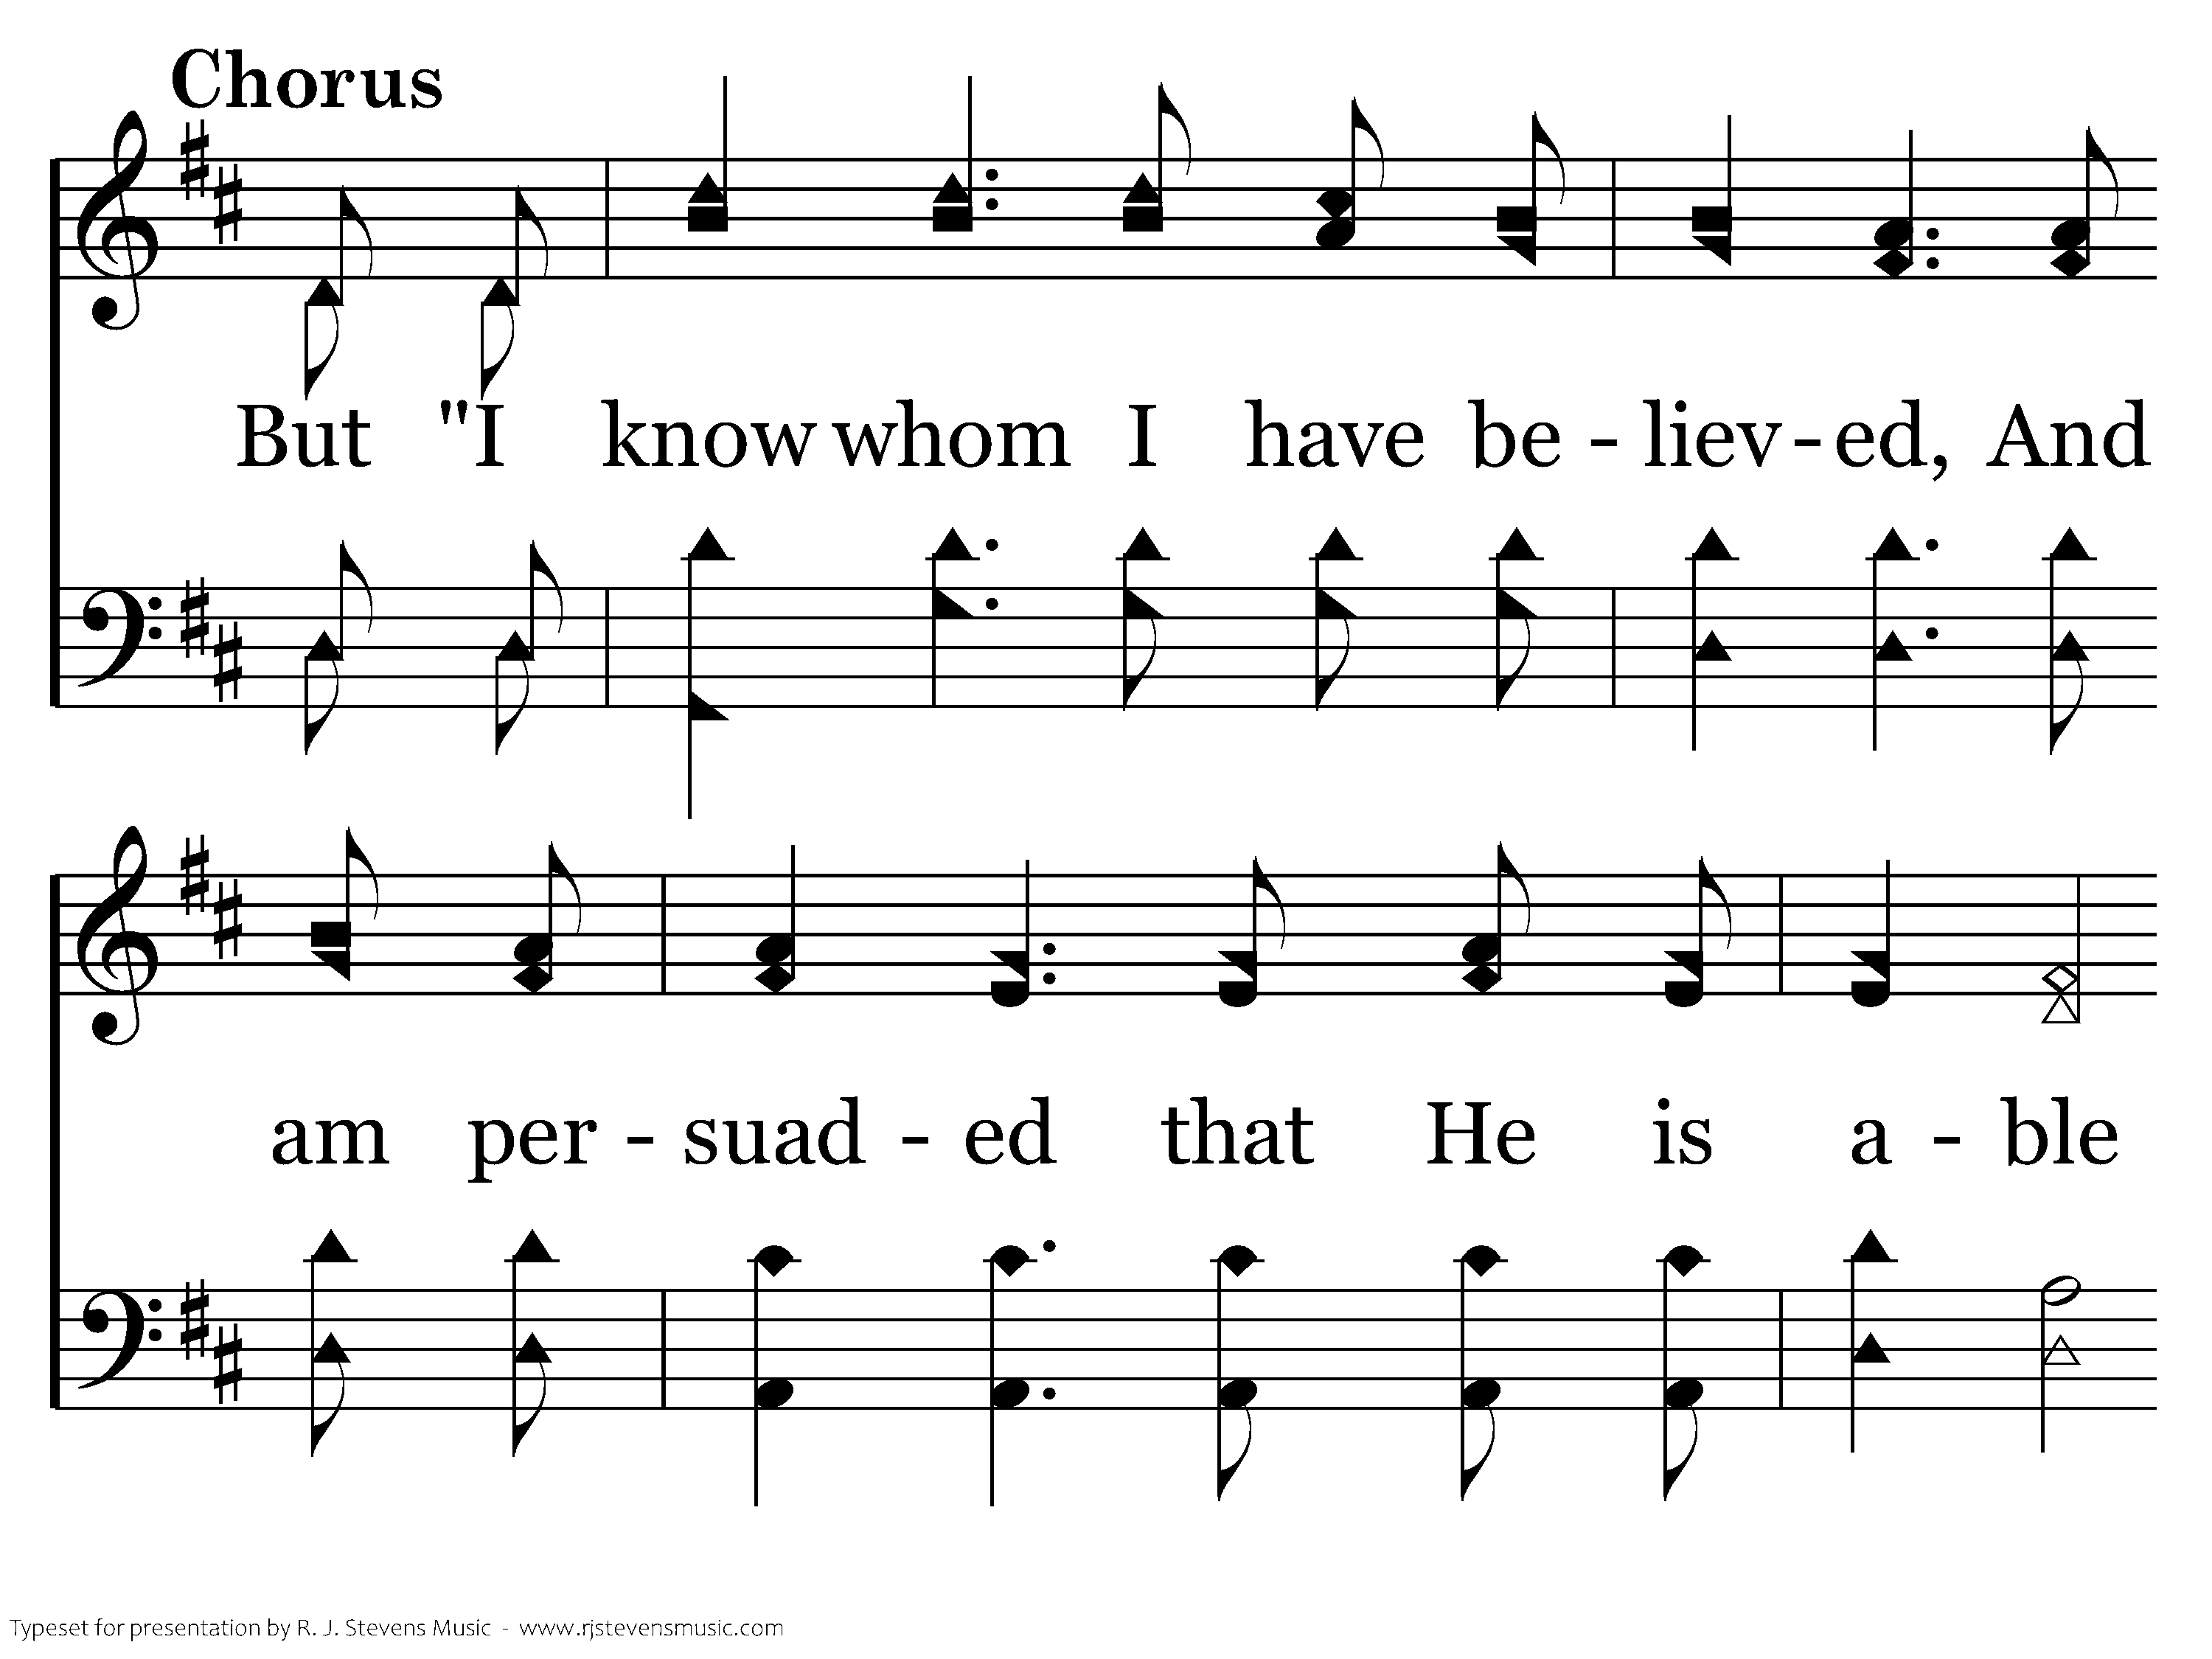 Chorus
But "I know whom I have be - liev - ed, And
am per - suad - ed that He is a - ble
Typeset for presentation by R. J. Stevens Music - www.rjstevensmusic.com